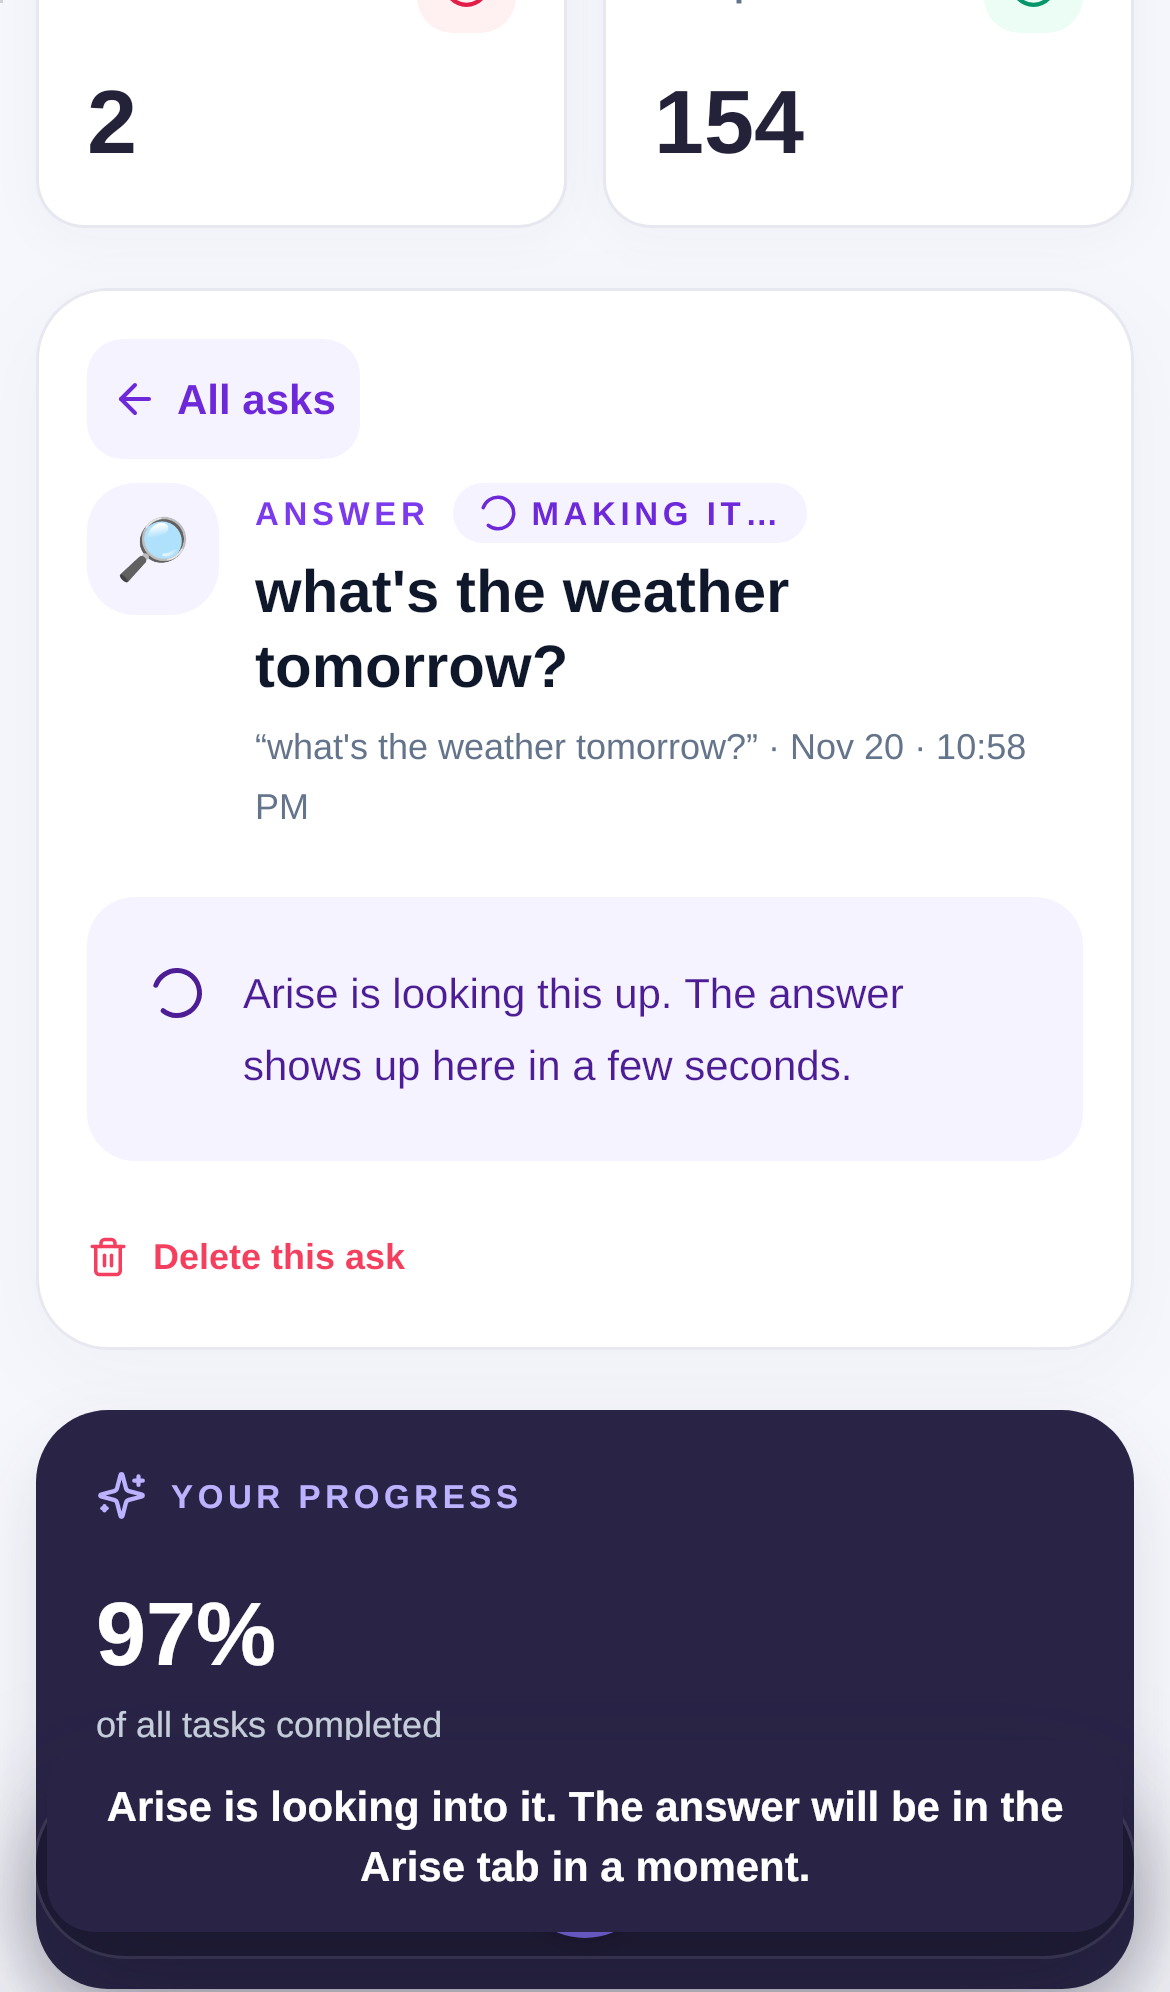 2
154
All asks
ANSWER
MAKING IT…
what's the weather
tomorrow?
“what's the weather tomorrow?” · Nov 20 · 10:58
PM
Arise is looking this up. The answer
shows up here in a few seconds.
Delete this ask
YOUR PROGRESS
97%
of all tasks completed
Arise is looking into it. The answer will be in the
Arise tab in a moment.